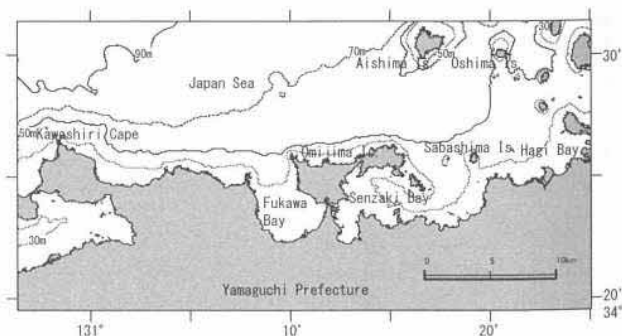 90m
70m
50m
30m
30'
Aishima Is.
Oshima Is.
Japan Sea
50m
Kawashiri Cape
Omijima Is.
Sabashima Is.
Hagi Bay
Fukawa
Bay
Senzaki Bay
30m
0 5 10km
Yamaguchi Prefecture
20'
34°
131° 10' 20'